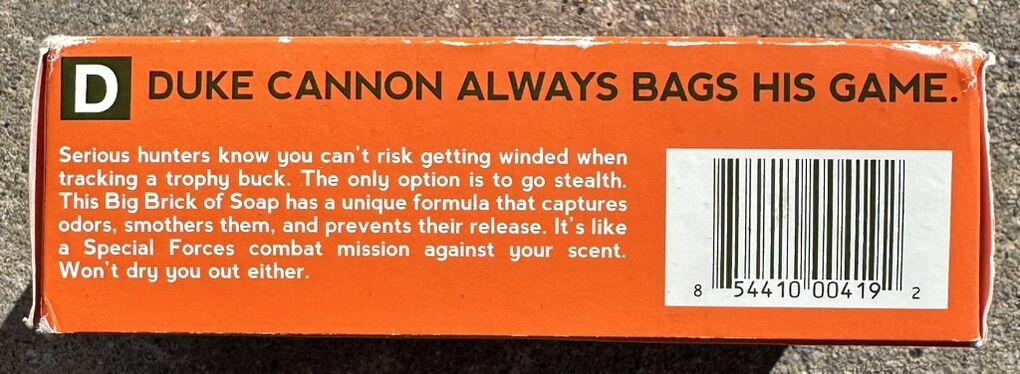 D DUKE CANNON ALWAYS BAGS HIS GAME.
Serious hunters know you can't risk getting winded when
tracking a trophy buck. The only option is to go stealth.
This Big Brick of Soap has a unique formula that captures
odors, smothers them, and prevents their release. It's like
a Special Forces combat mission against your scent.
Won't dry you out either.
8 54410 00419 2